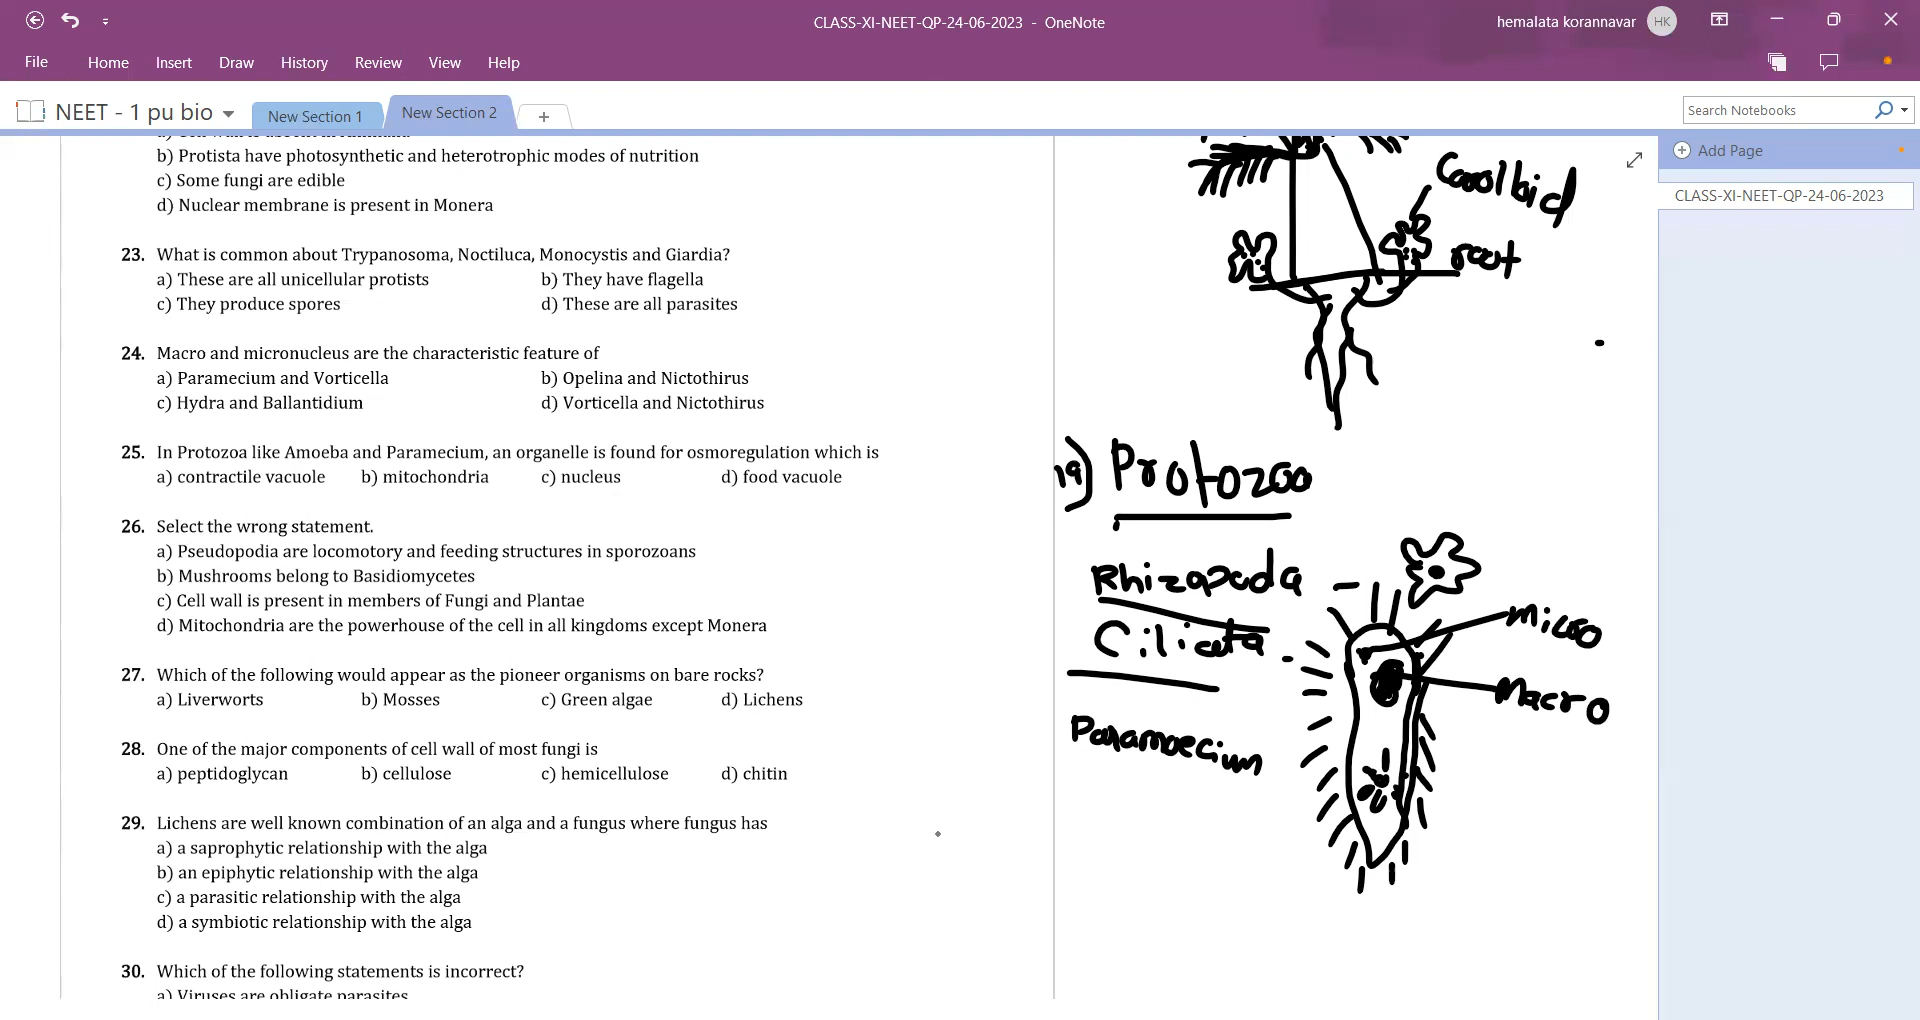 CLASS-XI-NEET-QP-24-06-2023 - OneNote
hemalata korannavar HK
File Home Insert Draw History Review View Help
NEET - 1 pu bio New Section 1 New Section 2 +
Search Notebooks
Add Page
CLASS-XI-NEET-QP-24-06-2023
b) Protista have photosynthetic and heterotrophic modes of nutrition
c) Some fungi are edible
d) Nuclear membrane is present in Monera
23. What is common about Trypanosoma, Noctiluca, Monocystis and Giardia?
a) These are all unicellular protists b) They have flagella
c) They produce spores d) These are all parasites
24. Macro and micronucleus are the characteristic feature of
a) Paramecium and Vorticella b) Opelina and Nictothirus
c) Hydra and Ballantidium d) Vorticella and Nictothirus
25. In Protozoa like Amoeba and Paramecium, an organelle is found for osmoregulation which is
a) contractile vacuole b) mitochondria c) nucleus d) food vacuole
26. Select the wrong statement.
a) Pseudopodia are locomotory and feeding structures in sporozoans
b) Mushrooms belong to Basidiomycetes
c) Cell wall is present in members of Fungi and Plantae
d) Mitochondria are the powerhouse of the cell in all kingdoms except Monera
27. Which of the following would appear as the pioneer organisms on bare rocks?
a) Liverworts b) Mosses c) Green algae d) Lichens
28. One of the major components of cell wall of most fungi is
a) peptidoglycan b) cellulose c) hemicellulose d) chitin
29. Lichens are well known combination of an alga and a fungus where fungus has
a) a saprophytic relationship with the alga
b) an epiphytic relationship with the alga
c) a parasitic relationship with the alga
d) a symbiotic relationship with the alga
30. Which of the following statements is incorrect?
a) Viruses are obligate parasites
root
19) Protozoa
Rhizopoda -
Ciliata -
Paramoecium
micro
Macro